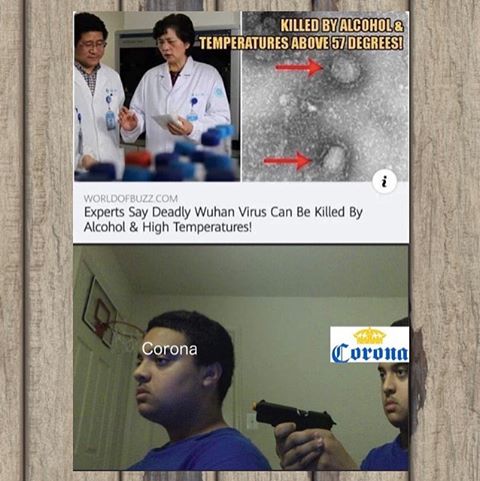 KILLED BY ALCOHOL &
TEMPERATURES ABOVE 57 DEGREES!
i
WORLDOFBUZZ.COM
Experts Say Deadly Wuhan Virus Can Be Killed By
Alcohol & High Temperatures!
Corona
Corona